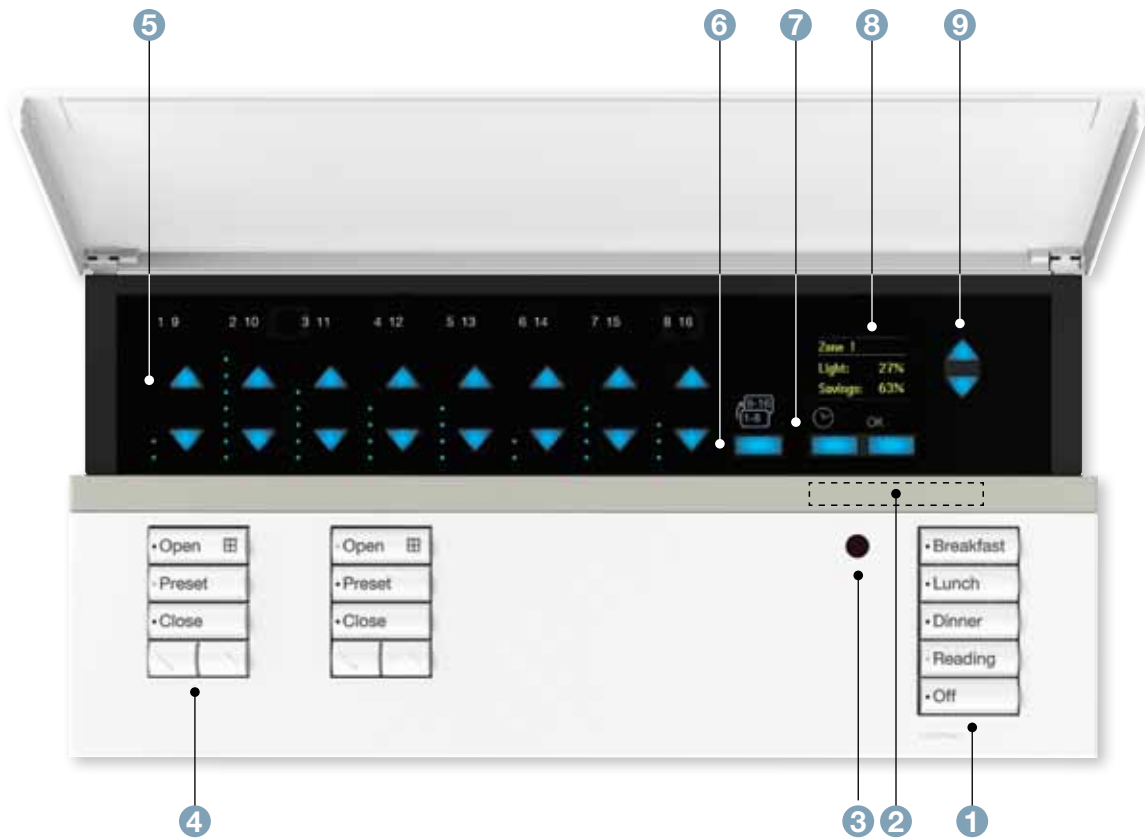 5 6 7 8 9
1 9 2 10 3 11 4 12 5 13 6 14 7 15 8 16
Zone 1
Light: 27%
Savings: 63%
9-16
1-8
OK
Open
Preset
Close
Open
Preset
Close
Breakfast
Lunch
Dinner
Reading
Off
4 3 2 1